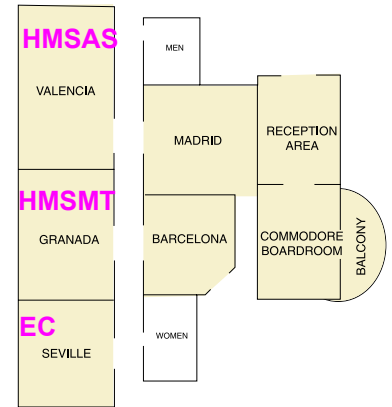 HMSAS
VALENCIA
MEN
MADRID
RECEPTION
AREA
HMSMT
GRANADA
BARCELONA
COMMODORE
BOARDROOM
BALCONY
EC
SEVILLE
WOMEN